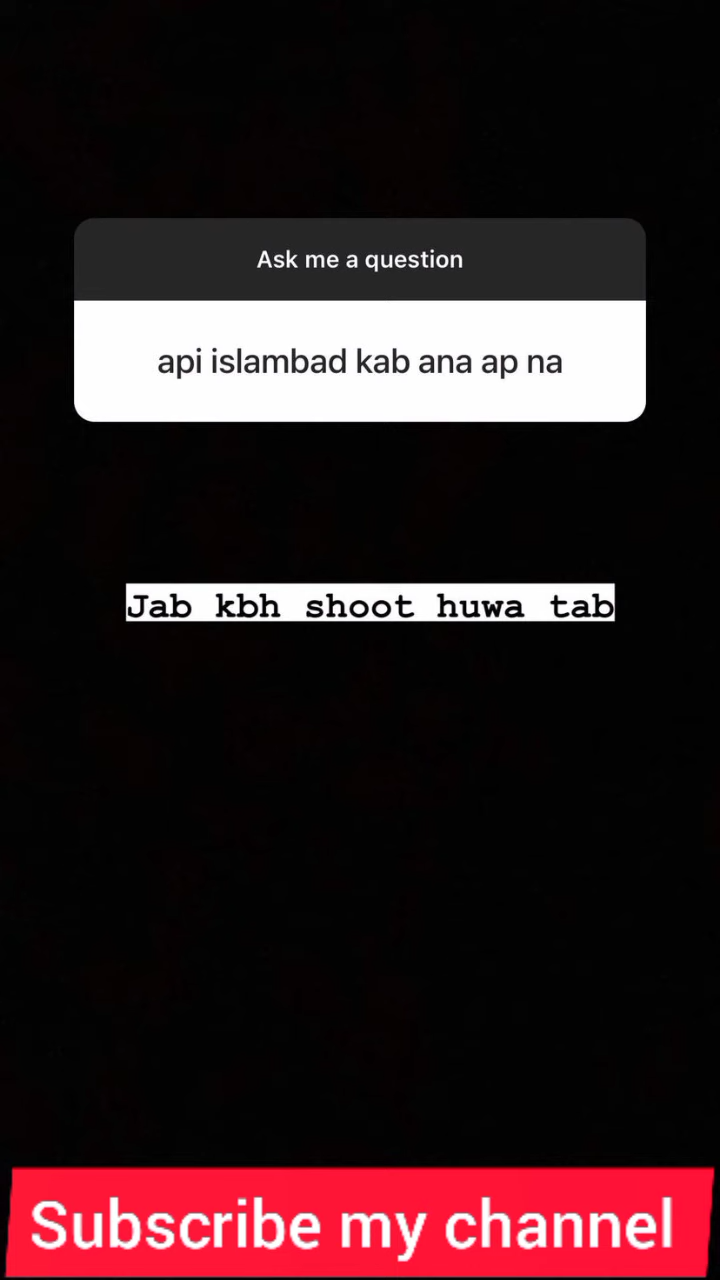 Ask me a question
api islambad kab ana ap na
Jab kbh shoot huwa tab
Subscribe my channel